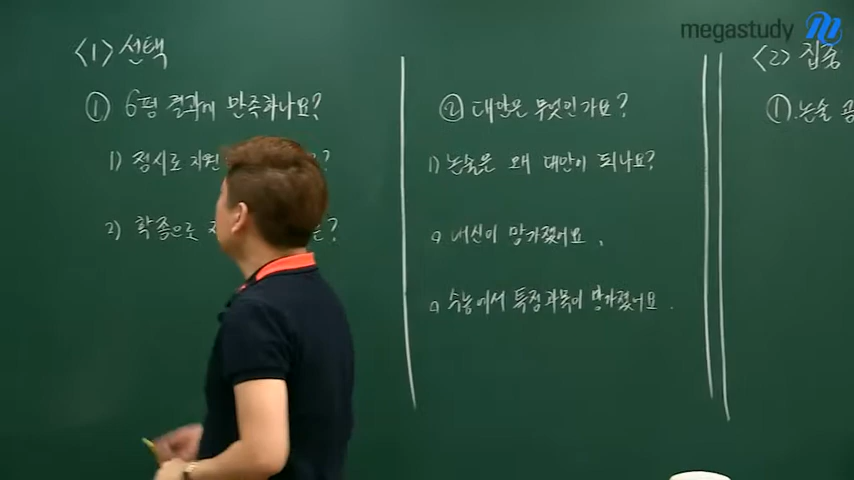 megastudy
<1> 선택
① 6평 결과에 만족하나요?
1) 정시로 지원 ?
2) 학종으로 ?
② 대안은 무엇인가요?
1) 논술은 왜 대안이 되나요?
a 내신이 망가졌어요.
a 수능에서 특정과목이 망가졌어요.
<2> 집중
①. 논술